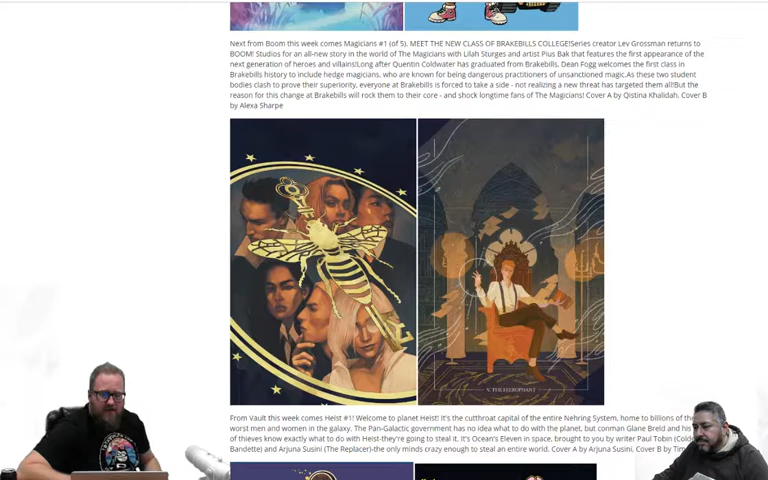 Next from Boom this week comes Magicians #1 (of 5). MEET THE NEW CLASS OF BRAKEBILLS COLLEGE!Series creator Lev Grossman returns to
BOOM! Studios for an all-new story in the world of The Magicians with Lilah Sturges and artist Pius Bak that features the first appearance of the
next generation of heroes and villains!Long after Quentin Coldwater has graduated from Brakebills, Dean Fogg welcomes the first class in
Brakebills history to include hedge magicians, who are known for being dangerous practitioners of unsanctioned magic.As these two student
bodies clash to prove their superiority, everyone at Brakebills is forced to take a side - not realizing a new threat has targeted them all!But the
reason for this change at Brakebills will rock them to their core - and shock longtime fans of The Magicians! Cover A by Qistina Khalidah. Cover B
by Alexa Sharpe
V. THE HIEROPHANT
From Vault this week comes Heist #1! Welcome to planet Heist! It's the cutthroat capital of the entire Nehring System, home to billions of the
worst men and women in the galaxy. The Pan-Galactic government has no idea what to do with the planet, but conman Glane Breld and his
of thieves know exactly what to do with Heist-they're going to steal it. It's Ocean's Eleven in space, brought to you by writer Paul Tobin
Bandette) and Arjuna Susini (The Replacer)-the only minds crazy enough to steal an entire world. Cover A by Arjuna Susini, Cover B by